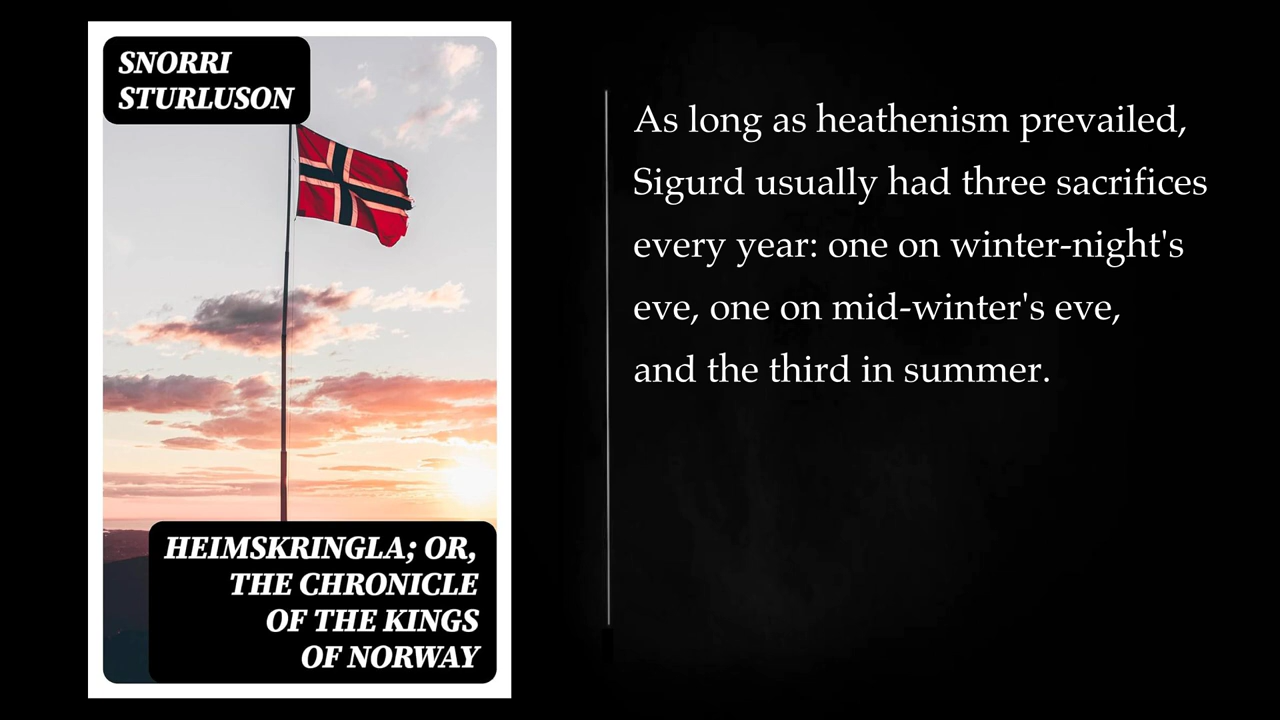 SNORRI
STURLUSON
HEIMSKRINGLA; OR,
THE CHRONICLE
OF THE KINGS
OF NORWAY
As long as heathenism prevailed,
Sigurd usually had three sacrifices
every year: one on winter-night's
eve, one on mid-winter's eve,
and the third in summer.